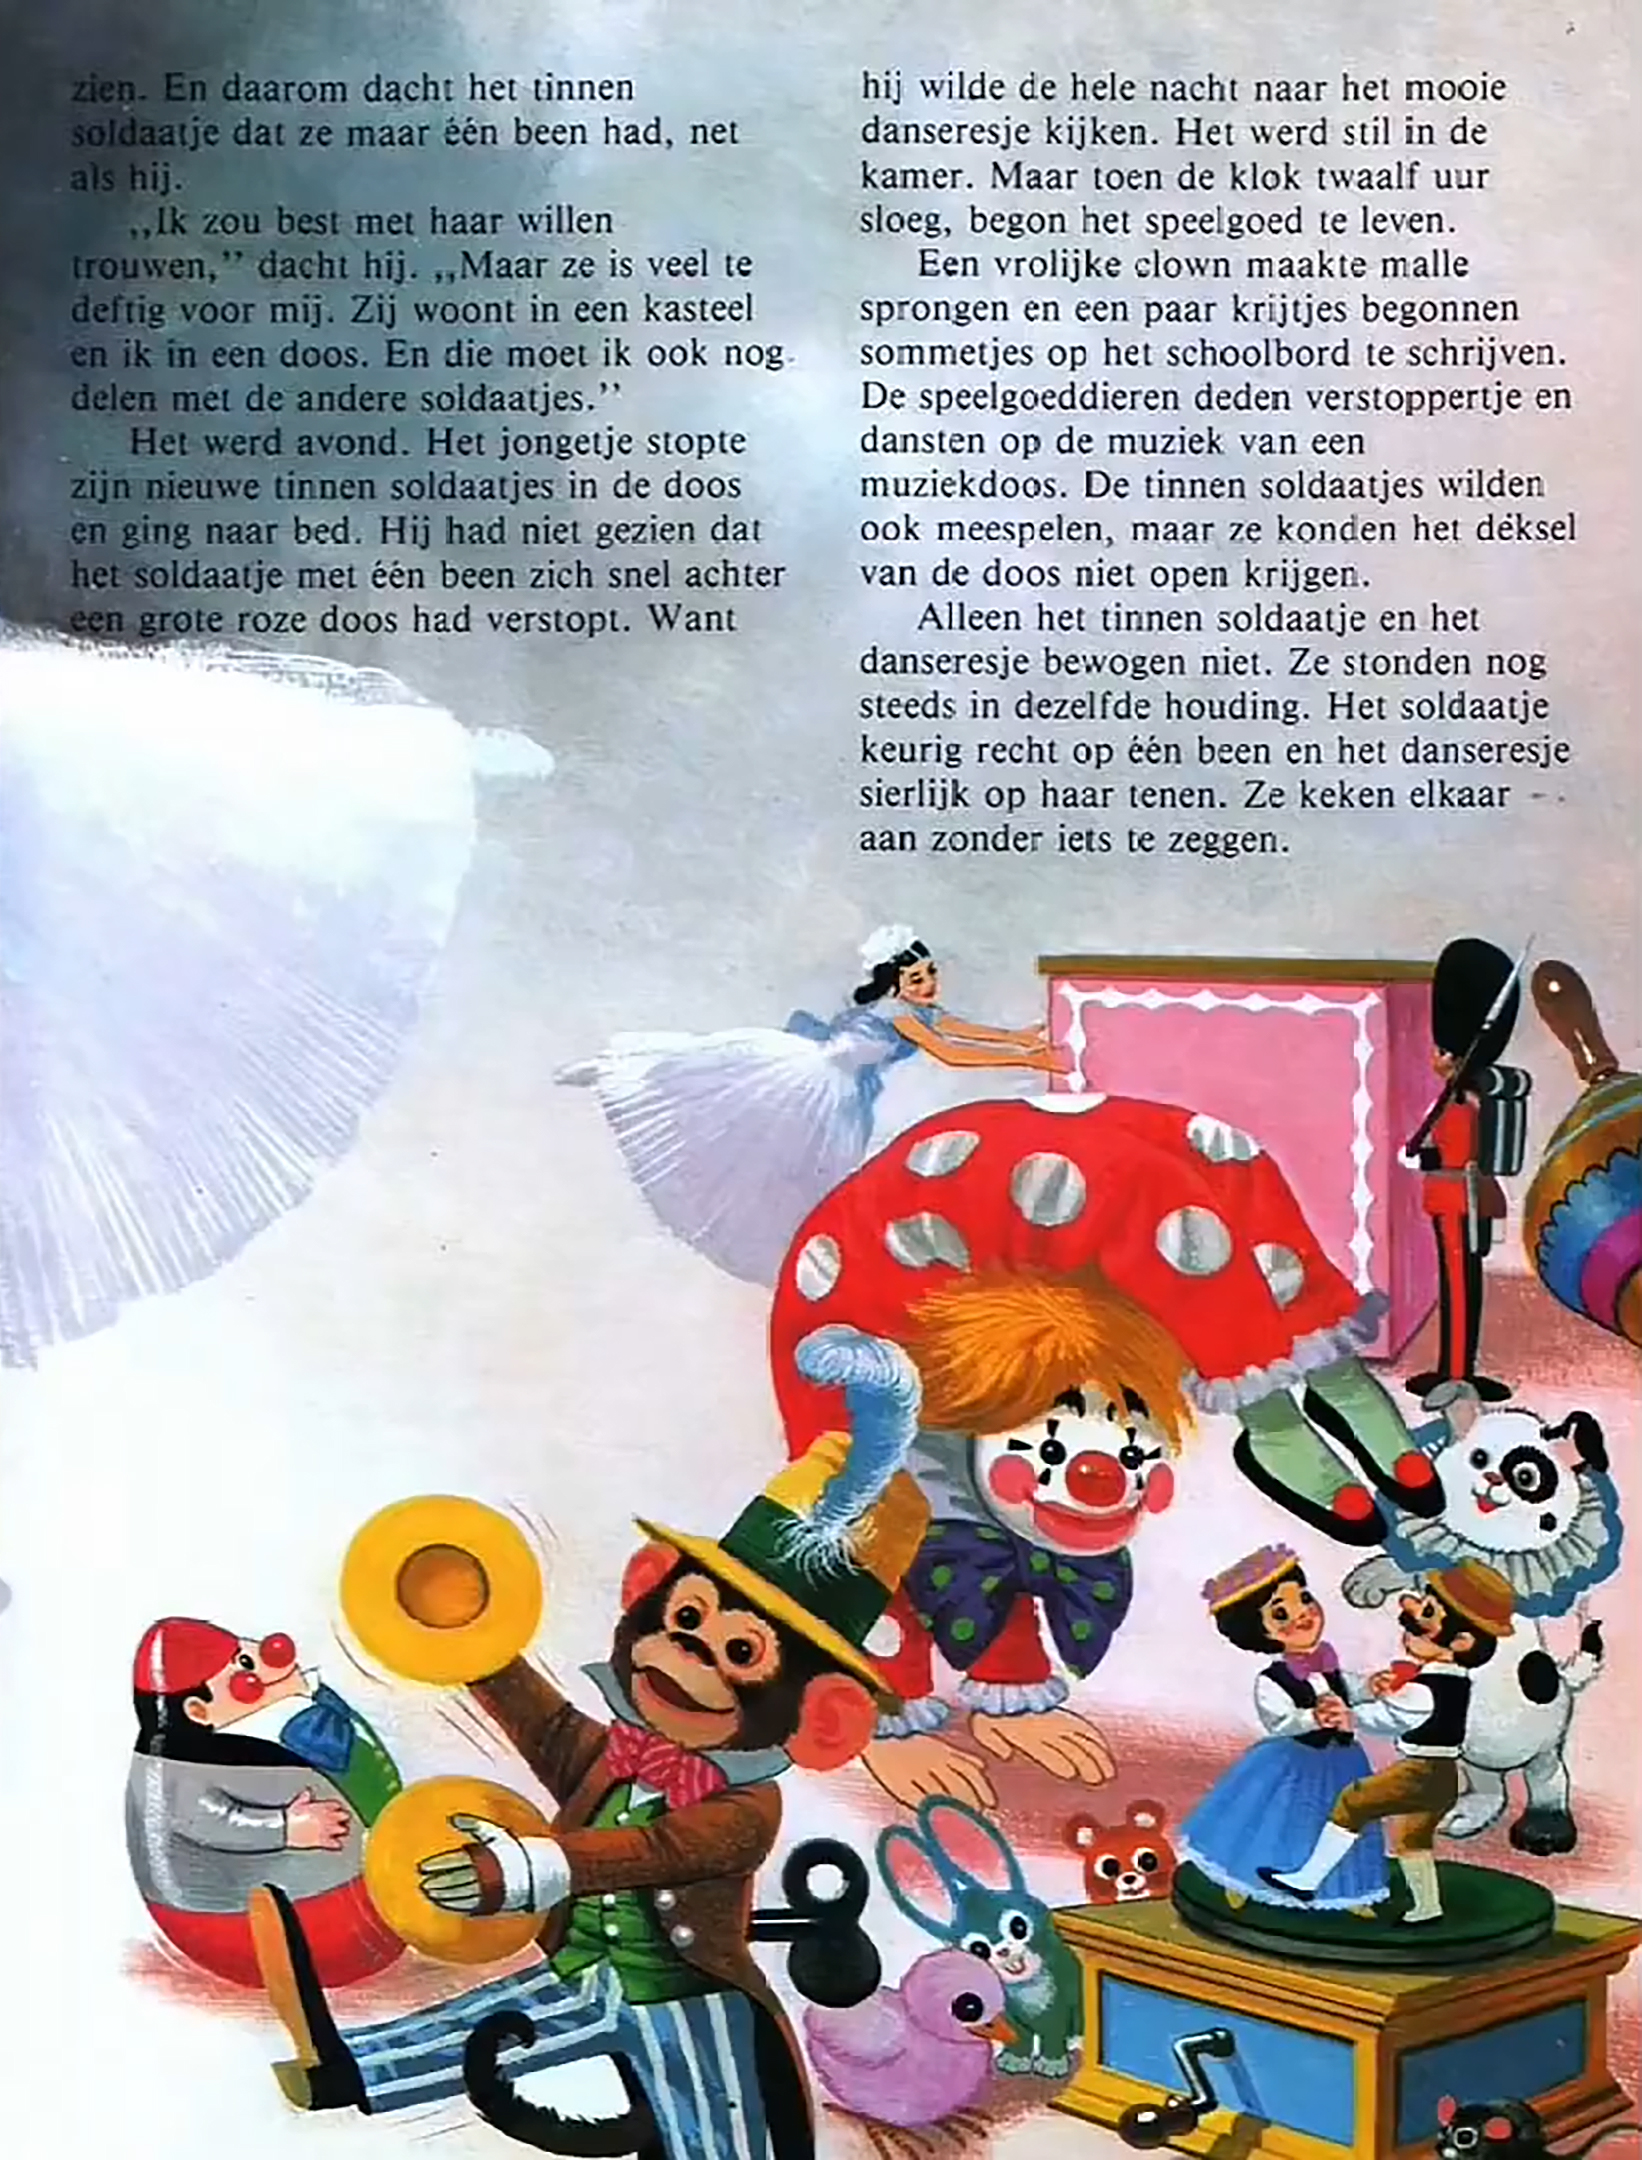 zien. En daarom dacht het tinnen
soldaatje dat ze maar één been had, net
als hij.
,,Ik zou best met haar willen
trouwen,'' dacht hij. ,,Maar ze is veel te
deftig voor mij. Zij woont in een kasteel
en ik in een doos. En die moet ik ook nog
delen met de andere soldaatjes.''
Het werd avond. Het jongetje stopte
zijn nieuwe tinnen soldaatjes in de doos
en ging naar bed. Hij had niet gezien dat
het soldaatje met één been zich snel achter
een grote roze doos had verstopt. Want
hij wilde de hele nacht naar het mooie
danseresje kijken. Het werd stil in de
kamer. Maar toen de klok twaalf uur
sloeg, begon het speelgoed te leven.
Een vrolijke clown maakte malle
sprongen en een paar krijtjes begonnen
sommetjes op het schoolbord te schrijven.
De speelgoeddieren deden verstoppertje en
dansten op de muziek van een
muziekdoos. De tinnen soldaatjes wilden
ook meespelen, maar ze konden het déksel
van de doos niet open krijgen.
Alleen het tinnen soldaatje en het
danseresje bewogen niet. Ze stonden nog
steeds in dezelfde houding. Het soldaatje
keurig recht op één been en het danseresje
sierlijk op haar tenen. Ze keken elkaar
aan zonder iets te zeggen.